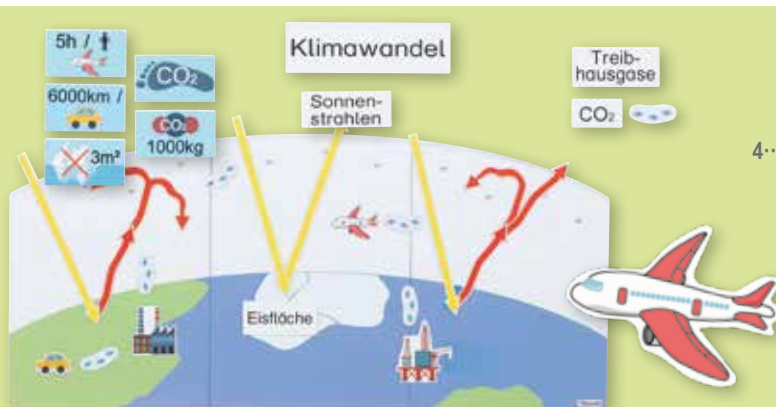 5h /
CO₂
6000km /
CO₂
1000kg
3m²
Klimawandel
Sonnen-
strahlen
Treib-
hausgase
CO₂
4··
Eisfläche